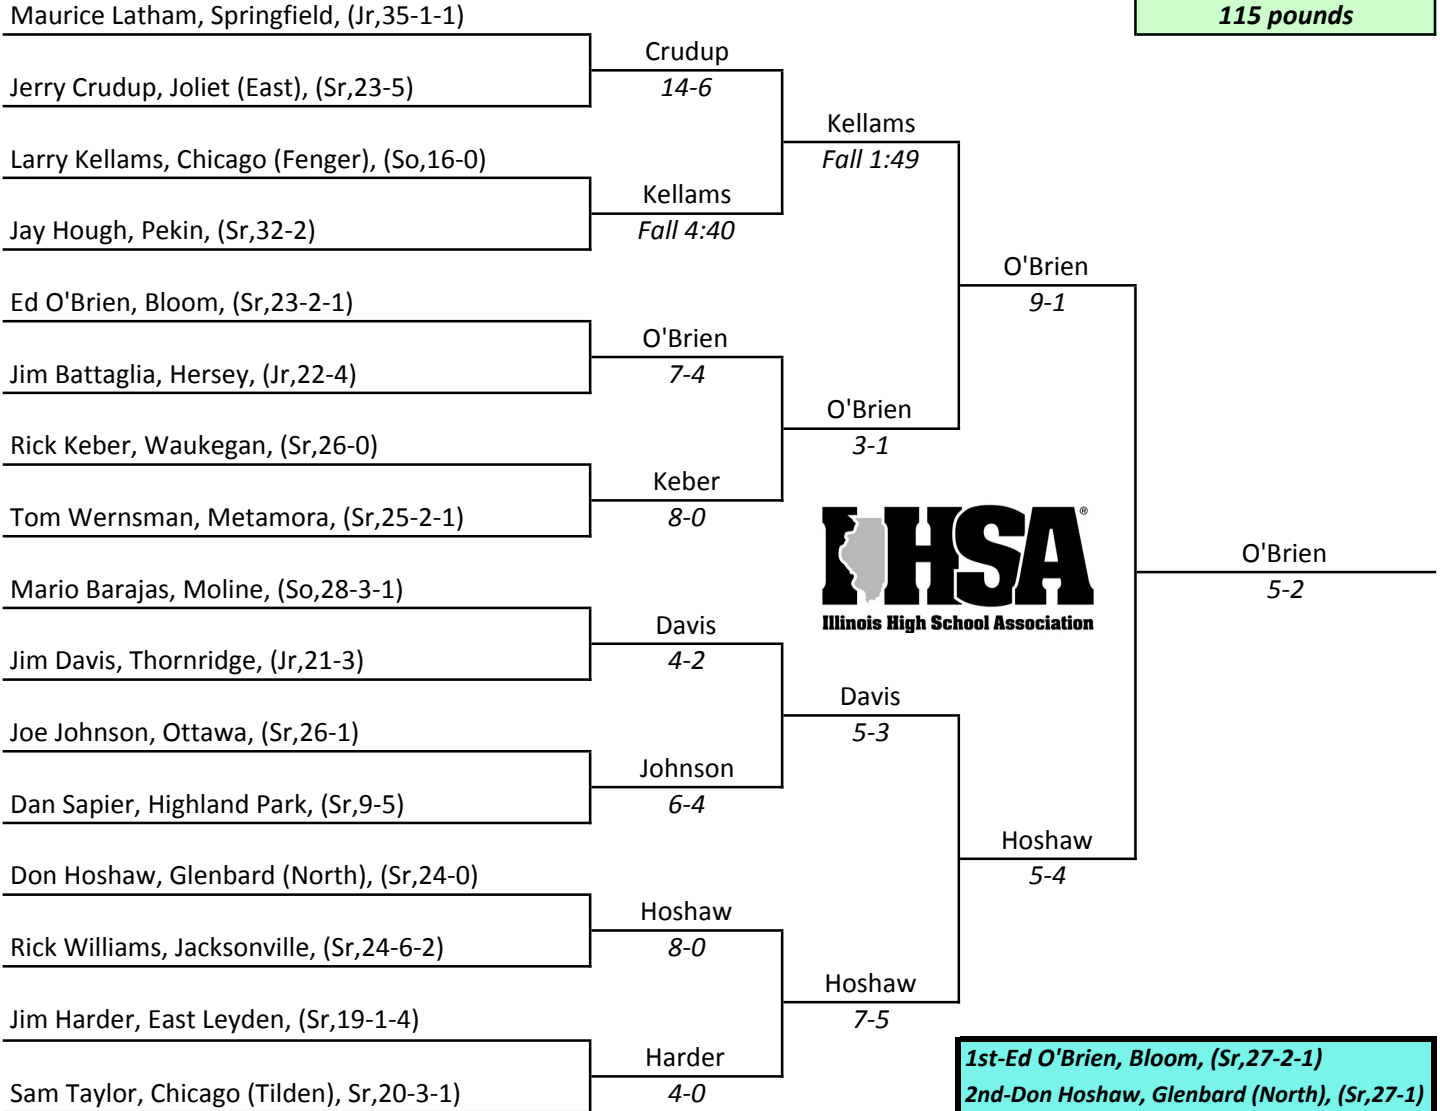 Maurice Latham, Springfield, (Jr,35-1-1)
115 pounds
Crudup
Jerry Crudup, Joliet (East), (Sr,23-5)
14-6
Kellams
Larry Kellams, Chicago (Fenger), (So,16-0)
Fall 1:49
Kellams
Jay Hough, Pekin, (Sr,32-2)
Fall 4:40
O'Brien
Ed O'Brien, Bloom, (Sr,23-2-1)
9-1
O'Brien
Jim Battaglia, Hersey, (Jr,22-4)
7-4
O'Brien
Rick Keber, Waukegan, (Sr,26-0)
3-1
Keber
Tom Wernsman, Metamora, (Sr,25-2-1)
8-0
IHSA®
Illinois High School Association
O'Brien
5-2
Mario Barajas, Moline, (So,28-3-1)
Davis
Jim Davis, Thornridge, (Jr,21-3)
4-2
Davis
Joe Johnson, Ottawa, (Sr,26-1)
5-3
Johnson
Dan Sapier, Highland Park, (Sr,9-5)
6-4
Hoshaw
Don Hoshaw, Glenbard (North), (Sr,24-0)
5-4
Hoshaw
Rick Williams, Jacksonville, (Sr,24-6-2)
8-0
Hoshaw
Jim Harder, East Leyden, (Sr,19-1-4)
7-5
Harder
Sam Taylor, Chicago (Tilden), Sr,20-3-1)
4-0
1st-Ed O'Brien, Bloom, (Sr,27-2-1)
2nd-Don Hoshaw, Glenbard (North), (Sr,27-1)